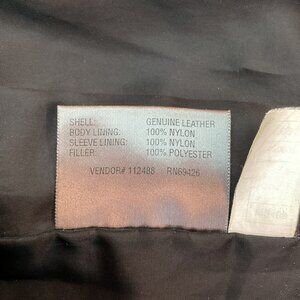 SHELL: GENUINE LEATHER
BODY LINING: 100% NYLON
SLEEVE LINING: 100% NYLON
FILLER: 100% POLYESTER
VENDOR# 112488 RN69426